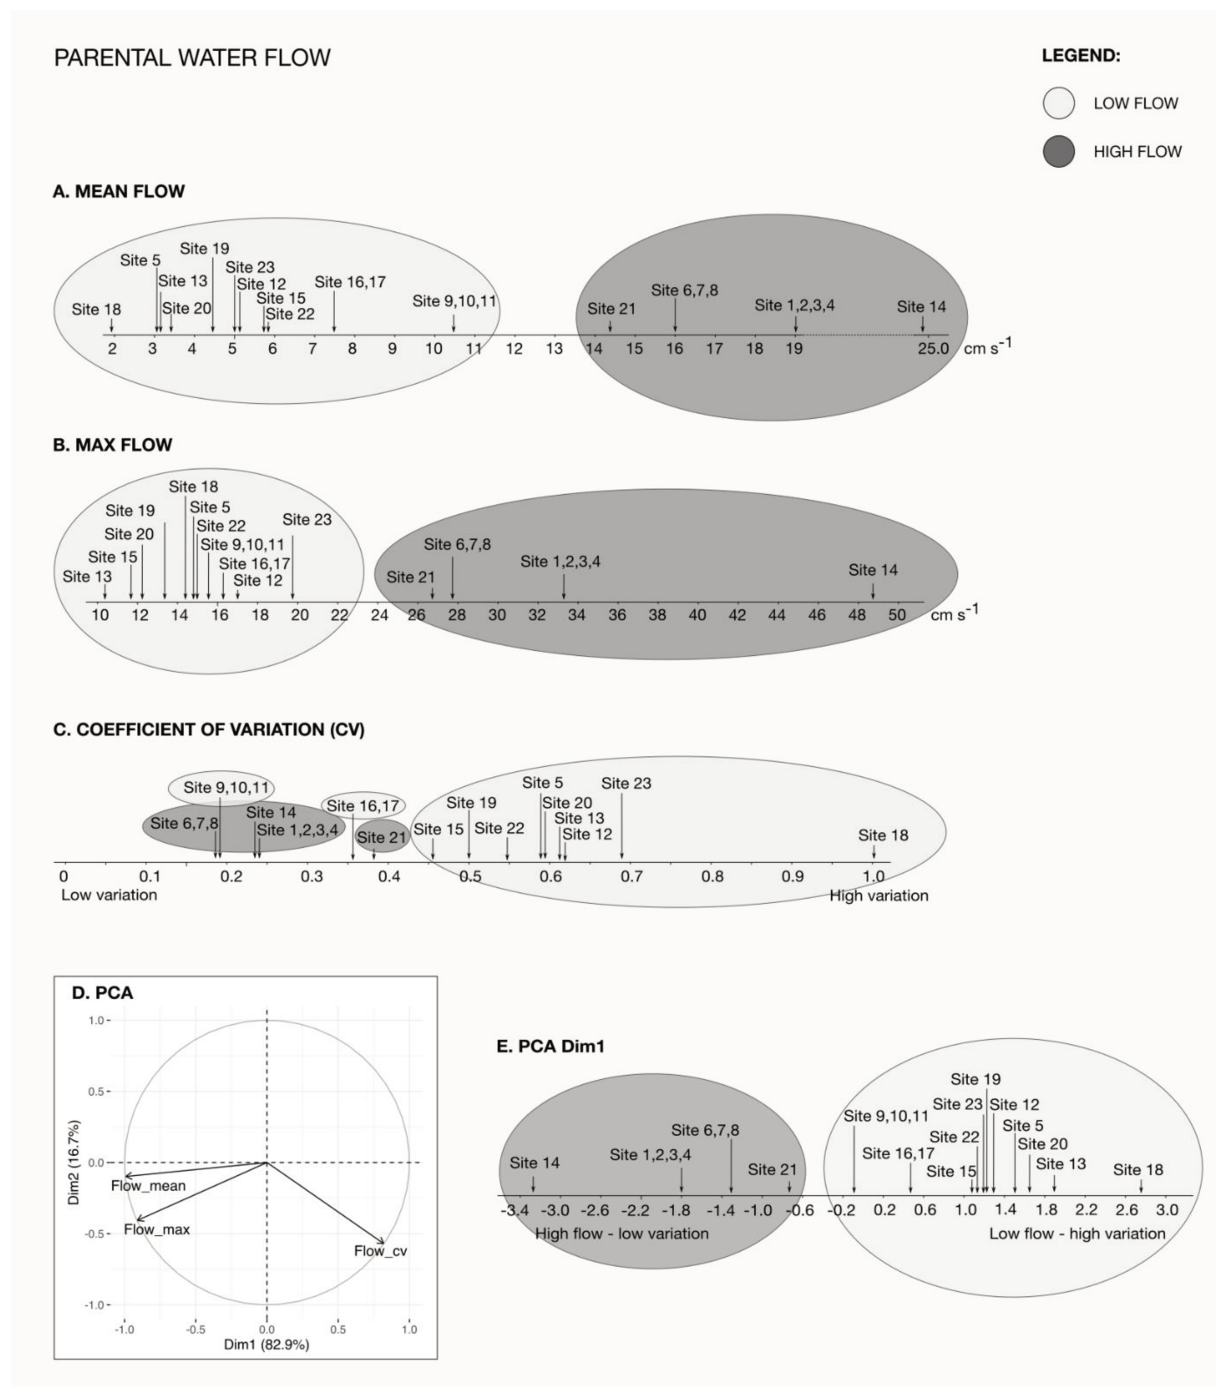 PARENTAL WATER FLOW
LEGEND:
LOW FLOW
HIGH FLOW
A. MEAN FLOW
Site 19
Site 5
Site 23
Site 13
Site 12
Site 16,17
Site 15
Site 9,10,11
Site 18
Site 20
Site 22
Site 6,7,8
Site 21
Site 1,2,3,4
Site 14
2 3 4 5 6 7 8 9 10 11 12 13 14 15 16 17 18 19 25.0 cm s-1
B. MAX FLOW
Site 18
Site 19
Site 5
Site 23
Site 20
Site 22
Site 15
Site 9,10,11
Site 13
Site 16,17
Site 12
Site 6,7,8
Site 21
Site 1,2,3,4
Site 14
10 12 14 16 18 20 22 24 26 28 30 32 34 36 38 40 42 44 46 48 50 cm s-1
C. COEFFICIENT OF VARIATION (CV)
Site 9,10,11
Site 5
Site 23
Site 16,17
Site 19
Site 20
Site 14
Site 13
Site 6,7,8
Site 1,2,3,4
Site 21
Site 15
Site 22
Site 12
Site 18
0 0.1 0.2 0.3 0.4 0.5 0.6 0.7 0.8 0.9 1.0
Low variation
High variation
D. PCA
1.0
0.5
0.0
-0.5
-1.0
Dim2 (16.7%)
Flow_mean
Flow_max
Flow_cv
-1.0 -0.5 0.0 0.5 1.0
Dim1 (82.9%)
E. PCA Dim1
Site 19
Site 23
Site 12
Site 9,10,11
Site 5
Site 6,7,8
Site 22
Site 20
Site 1,2,3,4
Site 16,17
Site 14
Site 21
Site 15
Site 13
Site 18
-3.4 -3.0 -2.6 -2.2 -1.8 -1.4 -1.0 -0.6 -0.2 0.2 0.6 1.0 1.4 1.8 2.2 2.6 3.0
High flow - low variation
Low flow - high variation